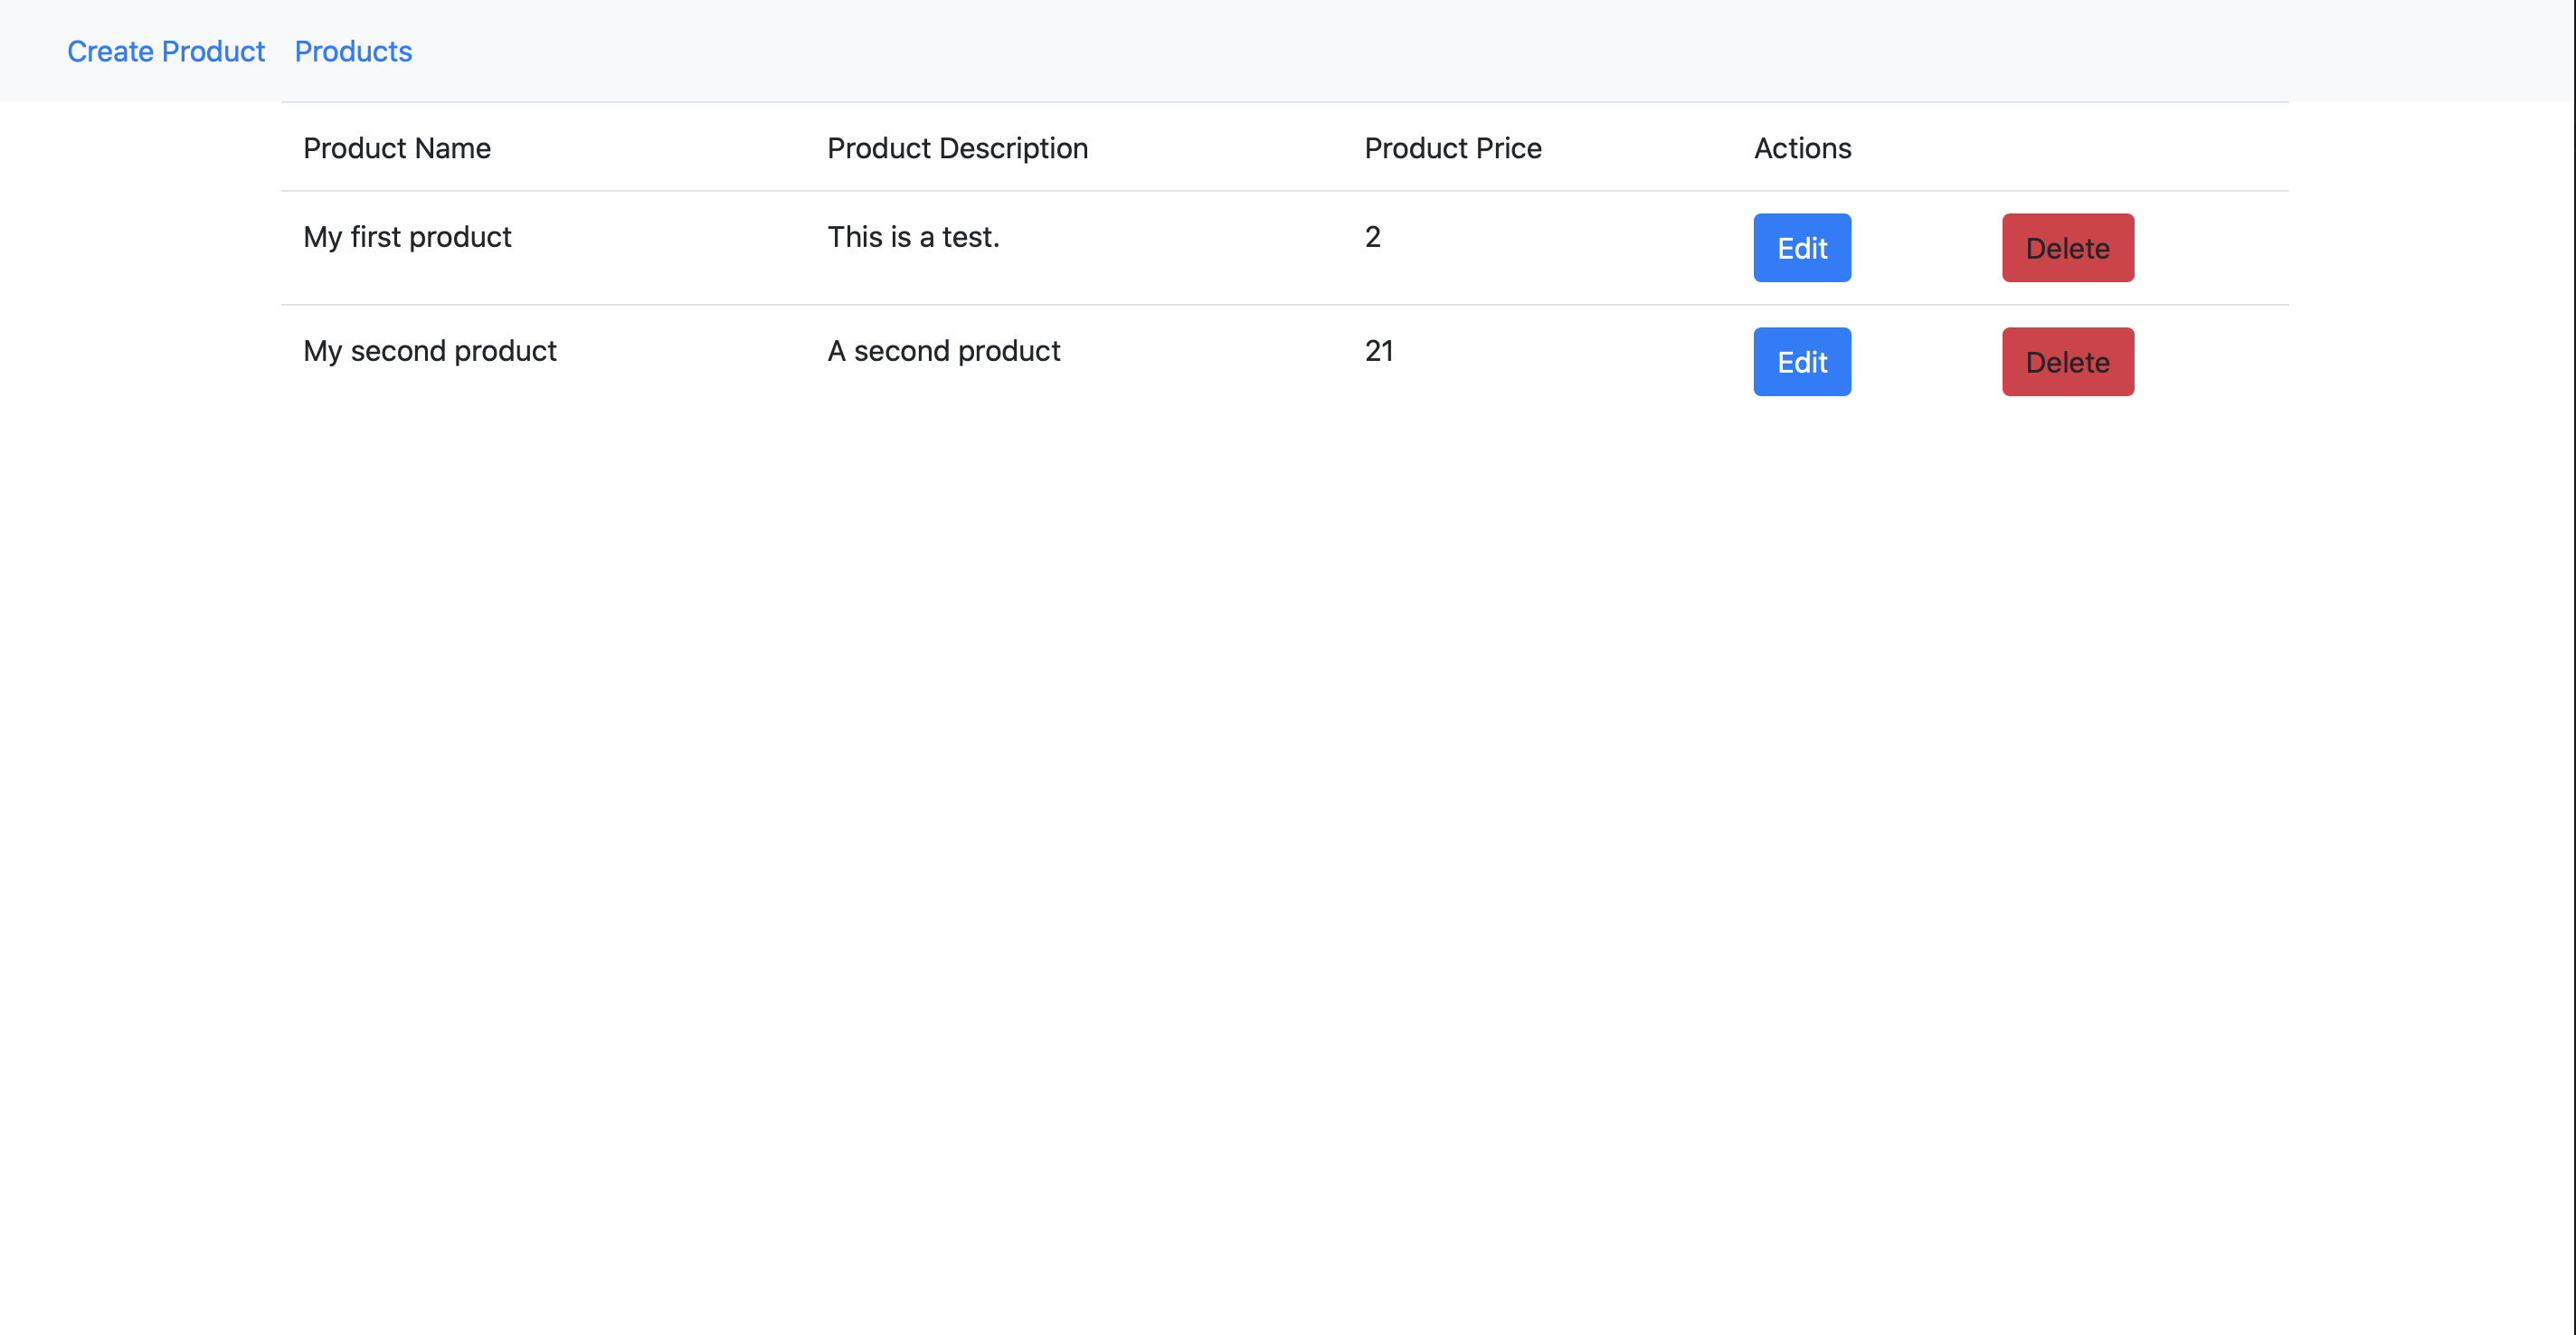 Create Product Products
Product Name Product Description Product Price Actions
My first product This is a test. 2 Edit Delete
My second product A second product 21 Edit Delete